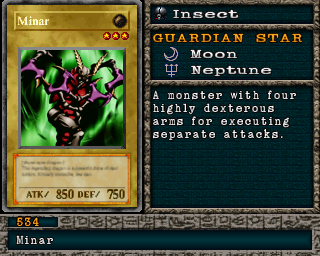 Minar
ATK/ 850 DEF/ 750
Insect
GUARDIAN STAR
Moon
Neptune
A monster with four
highly dexterous
arms for executing
separate attacks.
534
Minar